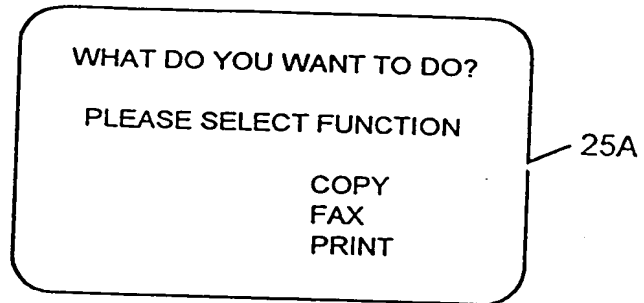 WHAT DO YOU WANT TO DO?
PLEASE SELECT FUNCTION
25A
COPY
FAX
PRINT